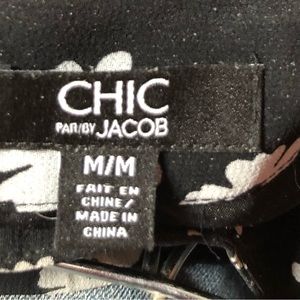 CHIC
PAR/BY JACOB
M/M
FAIT EN
CHINE/
MADE IN
CHINA